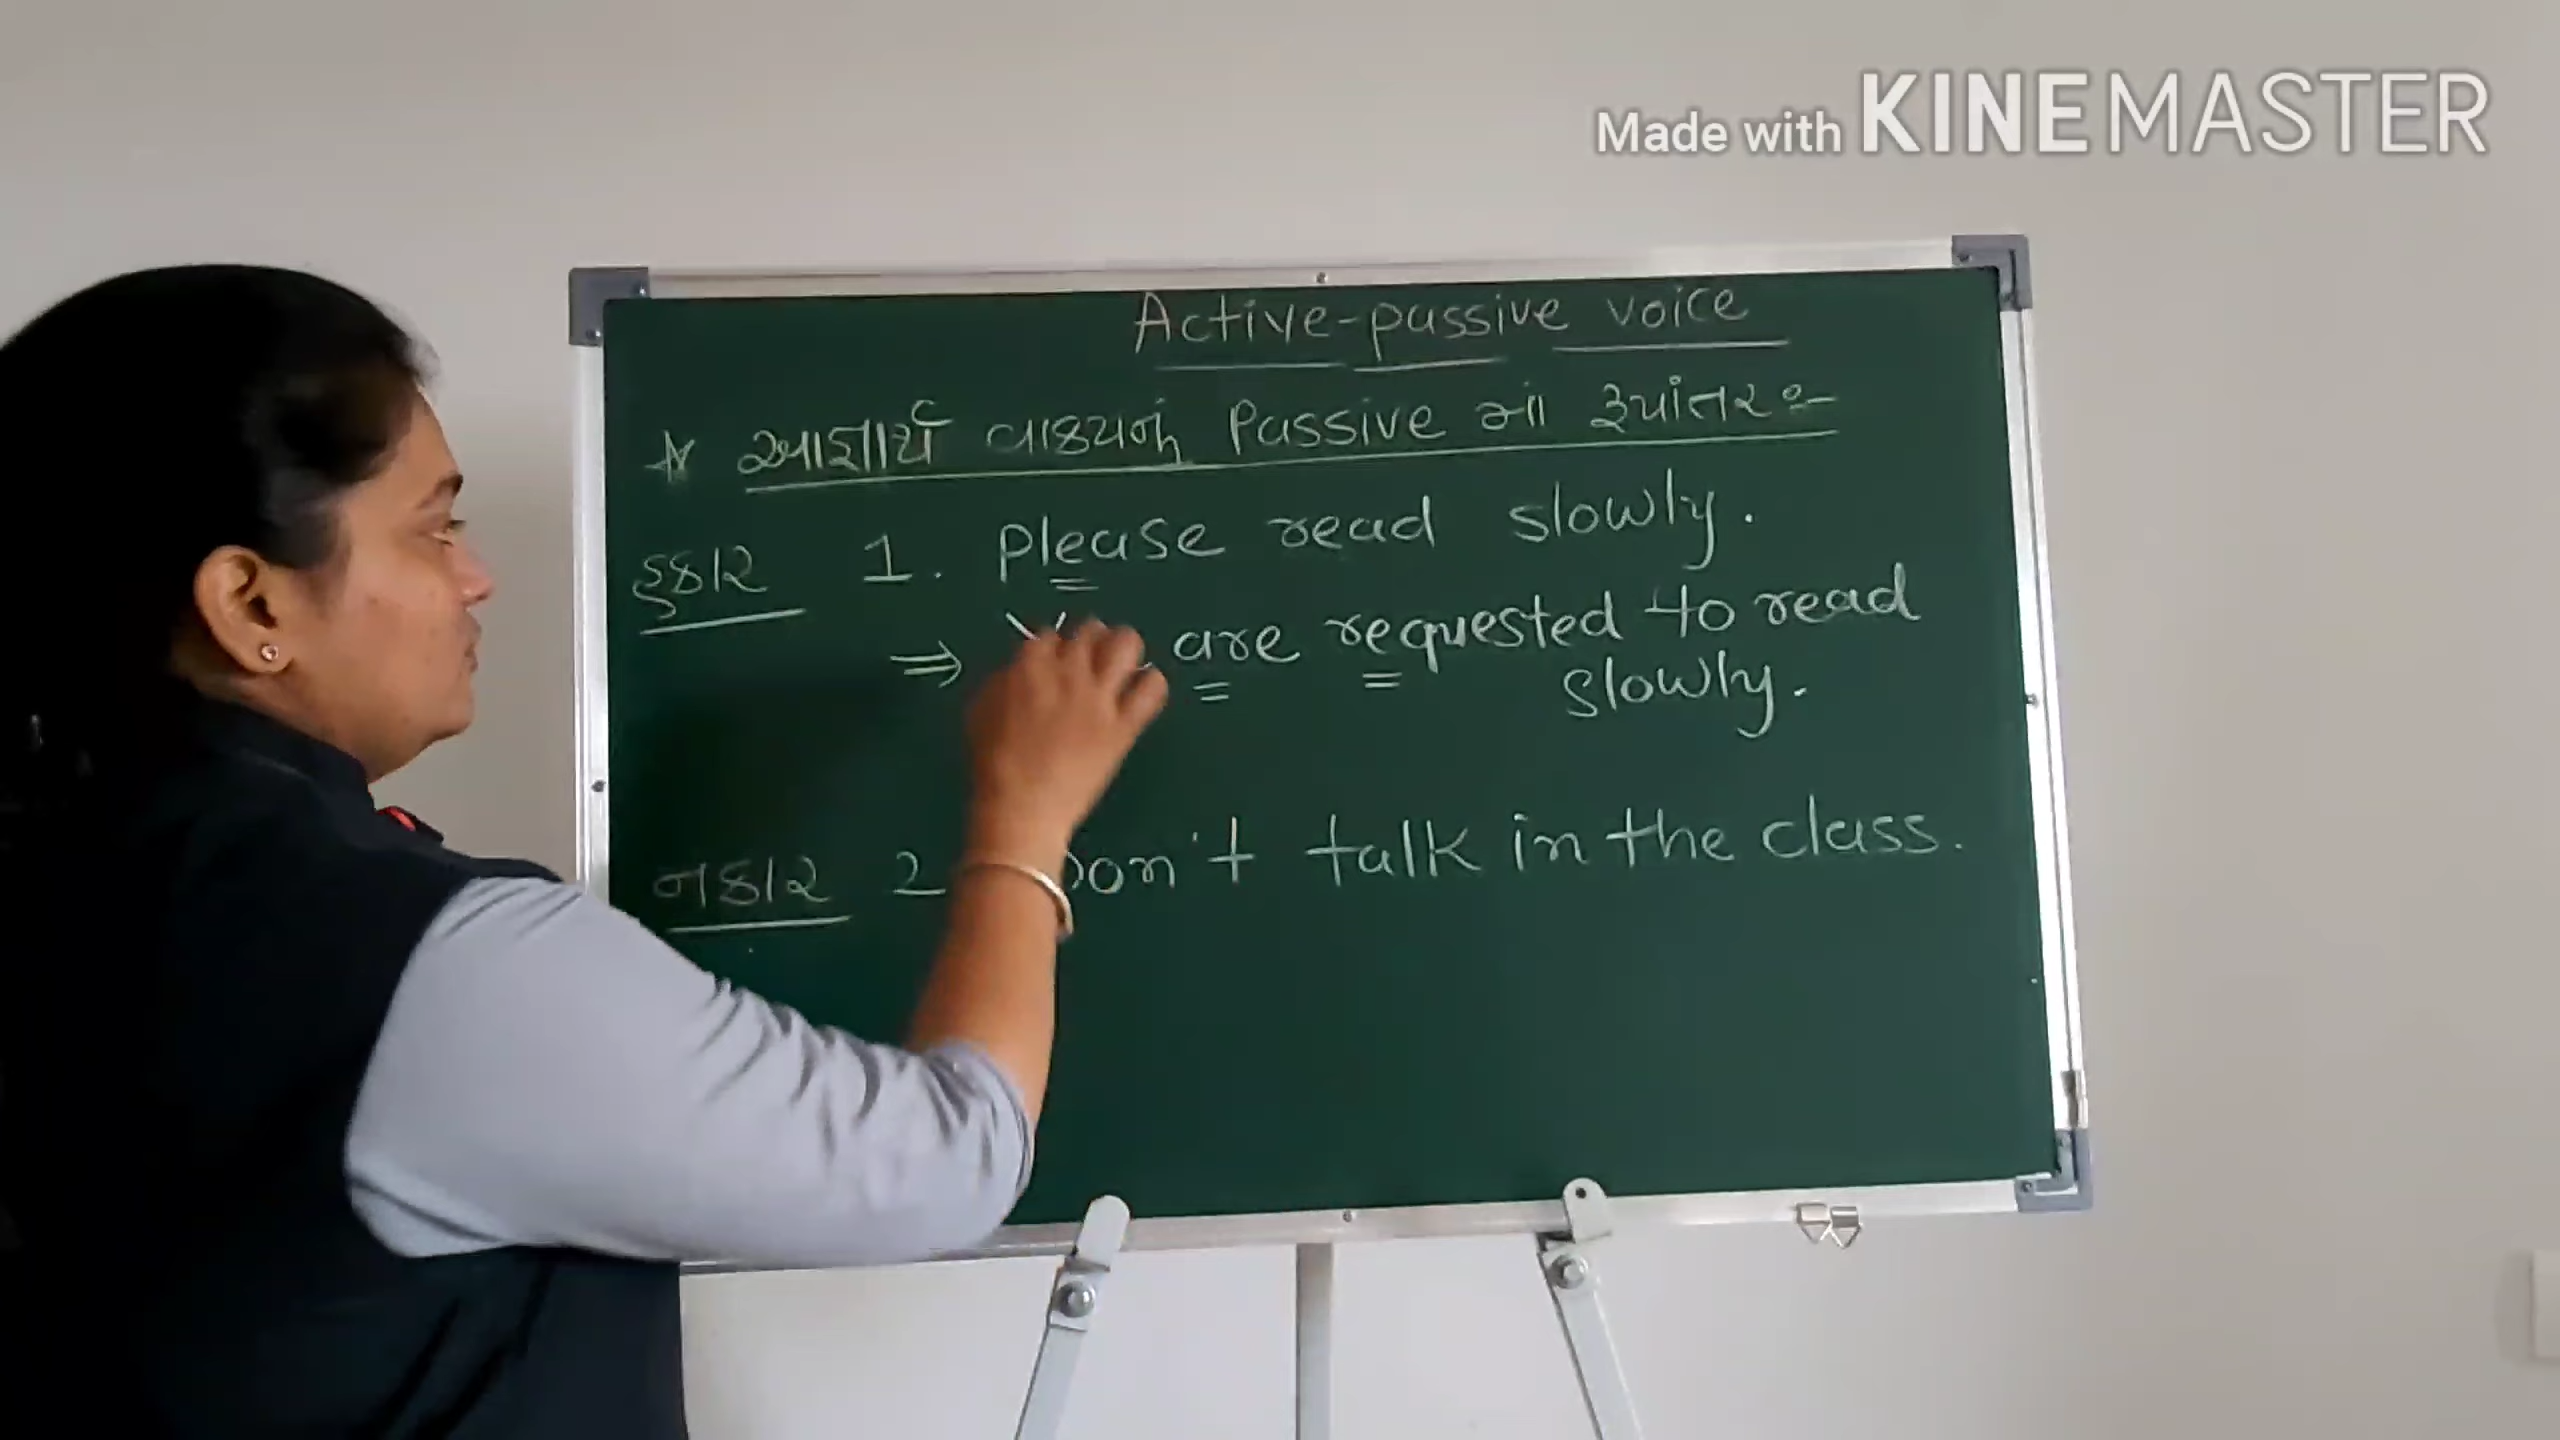 Made with KINEMASTER
Active-passive voice
* આજ્ઞાર્થ વાક્યનું Passive માં રૂપાંતર :-
હકાર 1. Please read slowly.
⇒ are requested to read
slowly.
નકાર 2 Don't talk in the class.